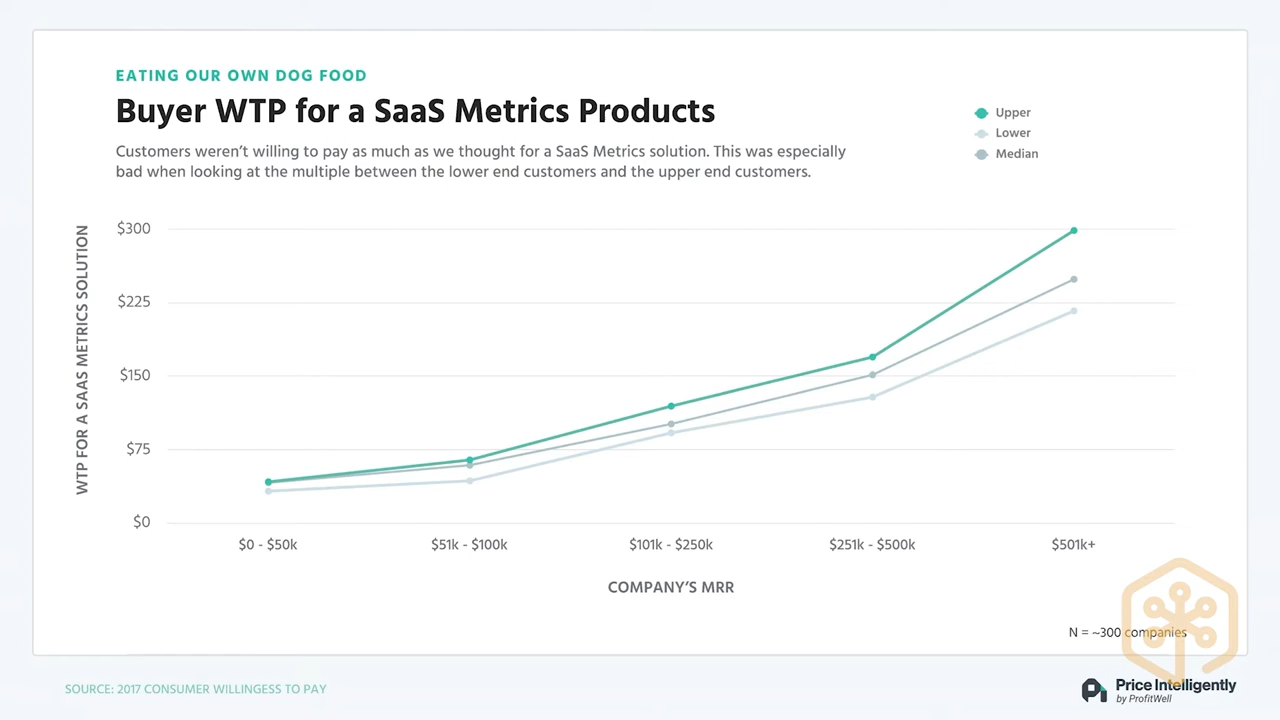 EATING OUR OWN DOG FOOD
Buyer WTP for a SaaS Metrics Products
Customers weren't willing to pay as much as we thought for a SaaS Metrics solution. This was especially
bad when looking at the multiple between the lower end customers and the upper end customers.
Upper
Lower
Median
WTP FOR A SAAS METRICS SOLUTION
$300
$225
$150
$75
$0
$0 - $50k
$51k - $100k
$101k - $250k
$251k - $500k
$501k+
COMPANY'S MRR
N = ~300 companies
SOURCE: 2017 CONSUMER WILLINGESS TO PAY
Price Intelligently
by ProfitWell